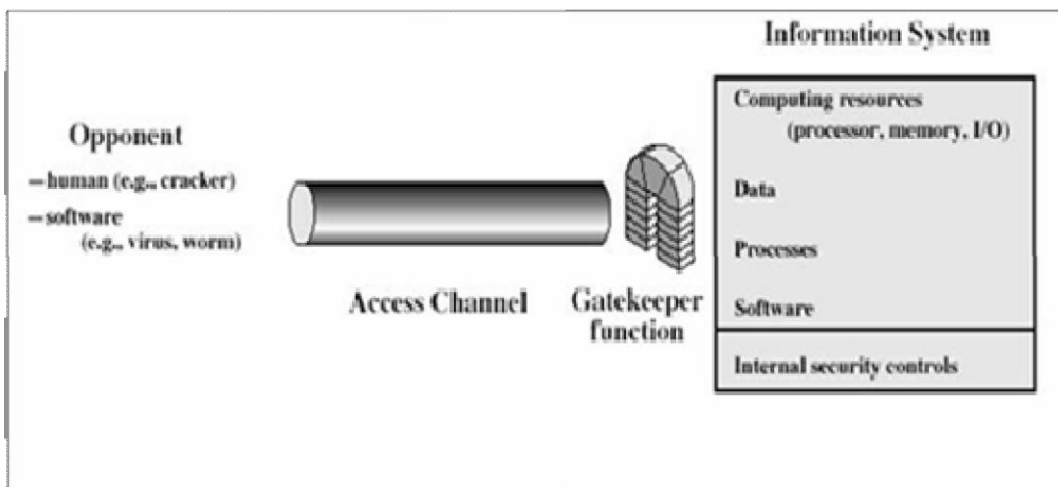 Information System
Opponent
– human (e.g., cracker)
– software
(e.g., virus, worm)
Access Channel
Gatekeeper
function
Computing resources
(processor, memory, I/O)
Data
Processes
Software
Internal security controls